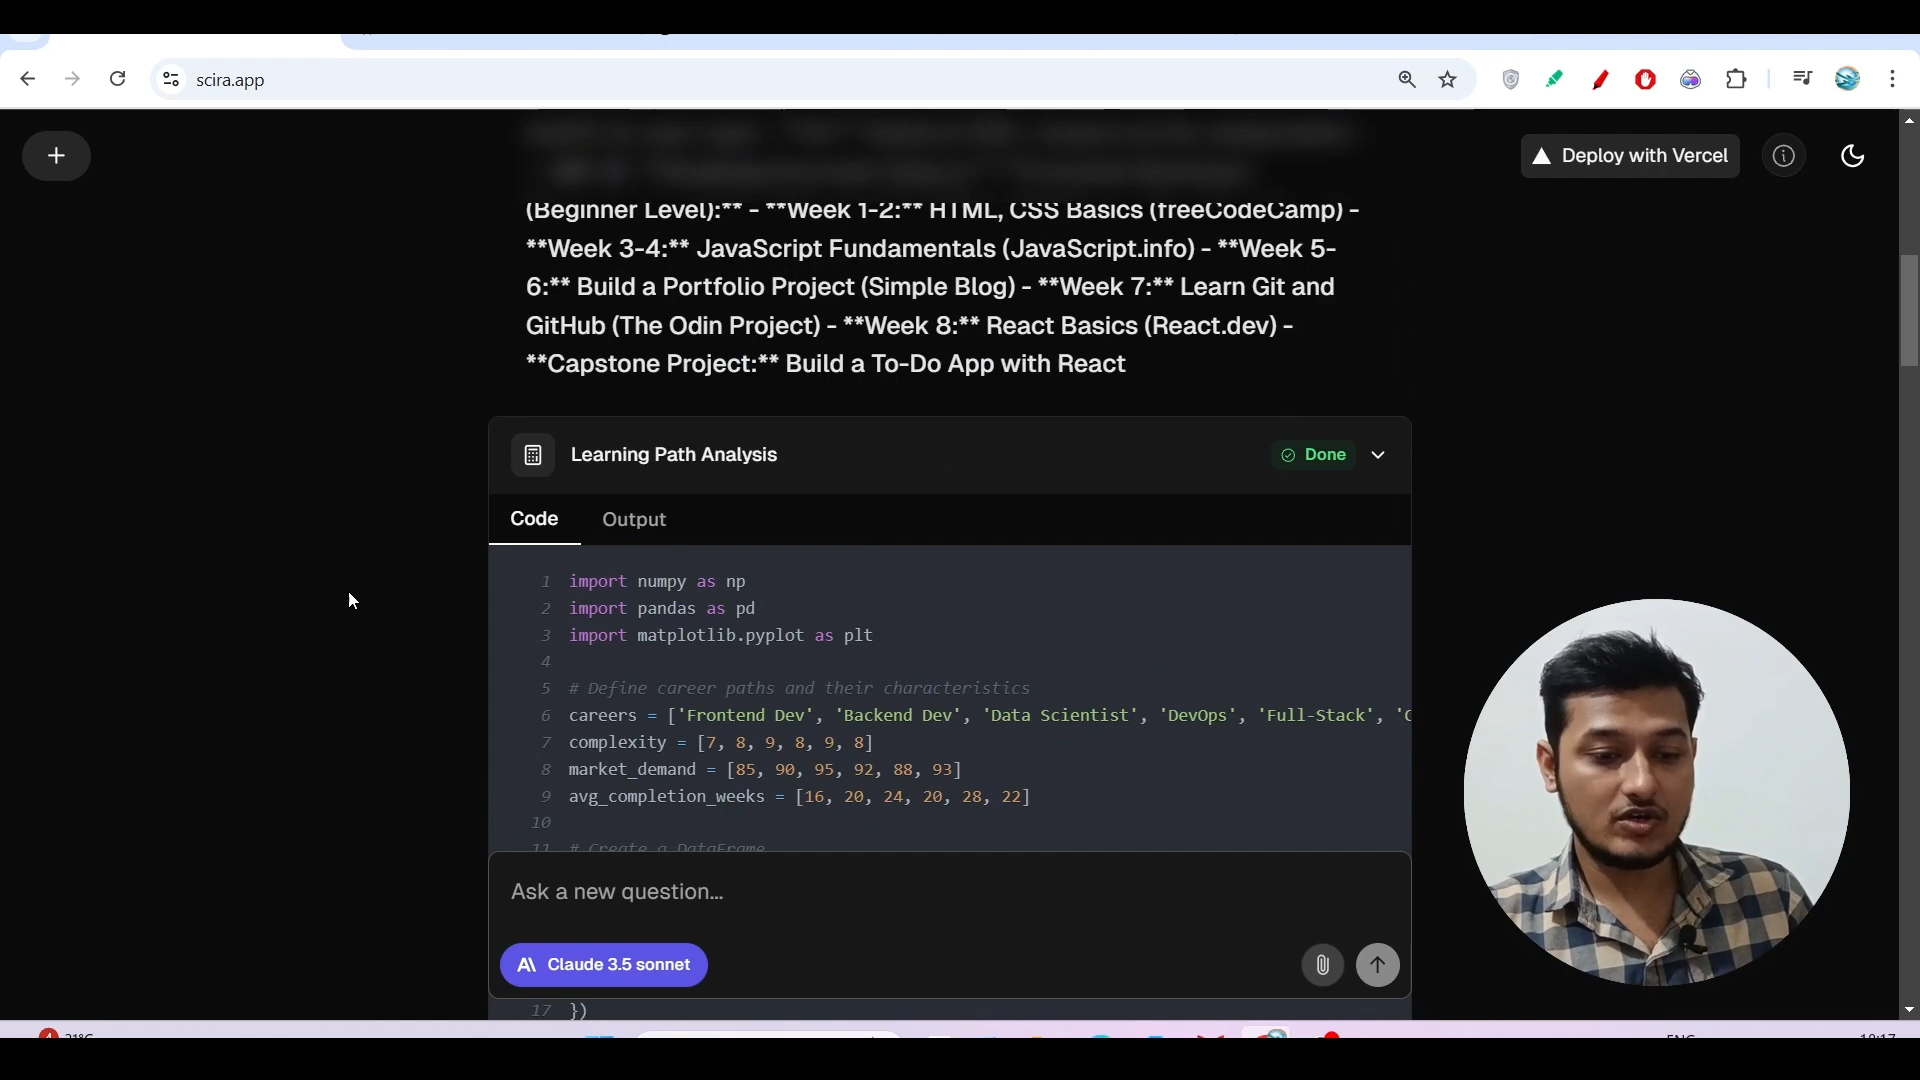 scira.app
Deploy with Vercel
(Beginner Level):** - **Week 1-2:** HTML, CSS Basics (freeCodeCamp) -
**Week 3-4:** JavaScript Fundamentals (JavaScript.info) - **Week 5-
6:** Build a Portfolio Project (Simple Blog) - **Week 7:** Learn Git and
GitHub (The Odin Project) - **Week 8:** React Basics (React.dev) -
**Capstone Project:** Build a To-Do App with React
Learning Path Analysis
Done
Code Output
1 import numpy as np
2 import pandas as pd
3 import matplotlib.pyplot as plt
4
5 # Define career paths and their characteristics
6 careers = ['Frontend Dev', 'Backend Dev', 'Data Scientist', 'DevOps', 'Full-Stack', '
7 complexity = [7, 8, 9, 8, 9, 8]
8 market_demand = [85, 90, 95, 92, 88, 93]
9 avg_completion_weeks = [16, 20, 24, 20, 28, 22]
10
11 # Create a DataFrame
Ask a new question...
Claude 3.5 sonnet
17 })